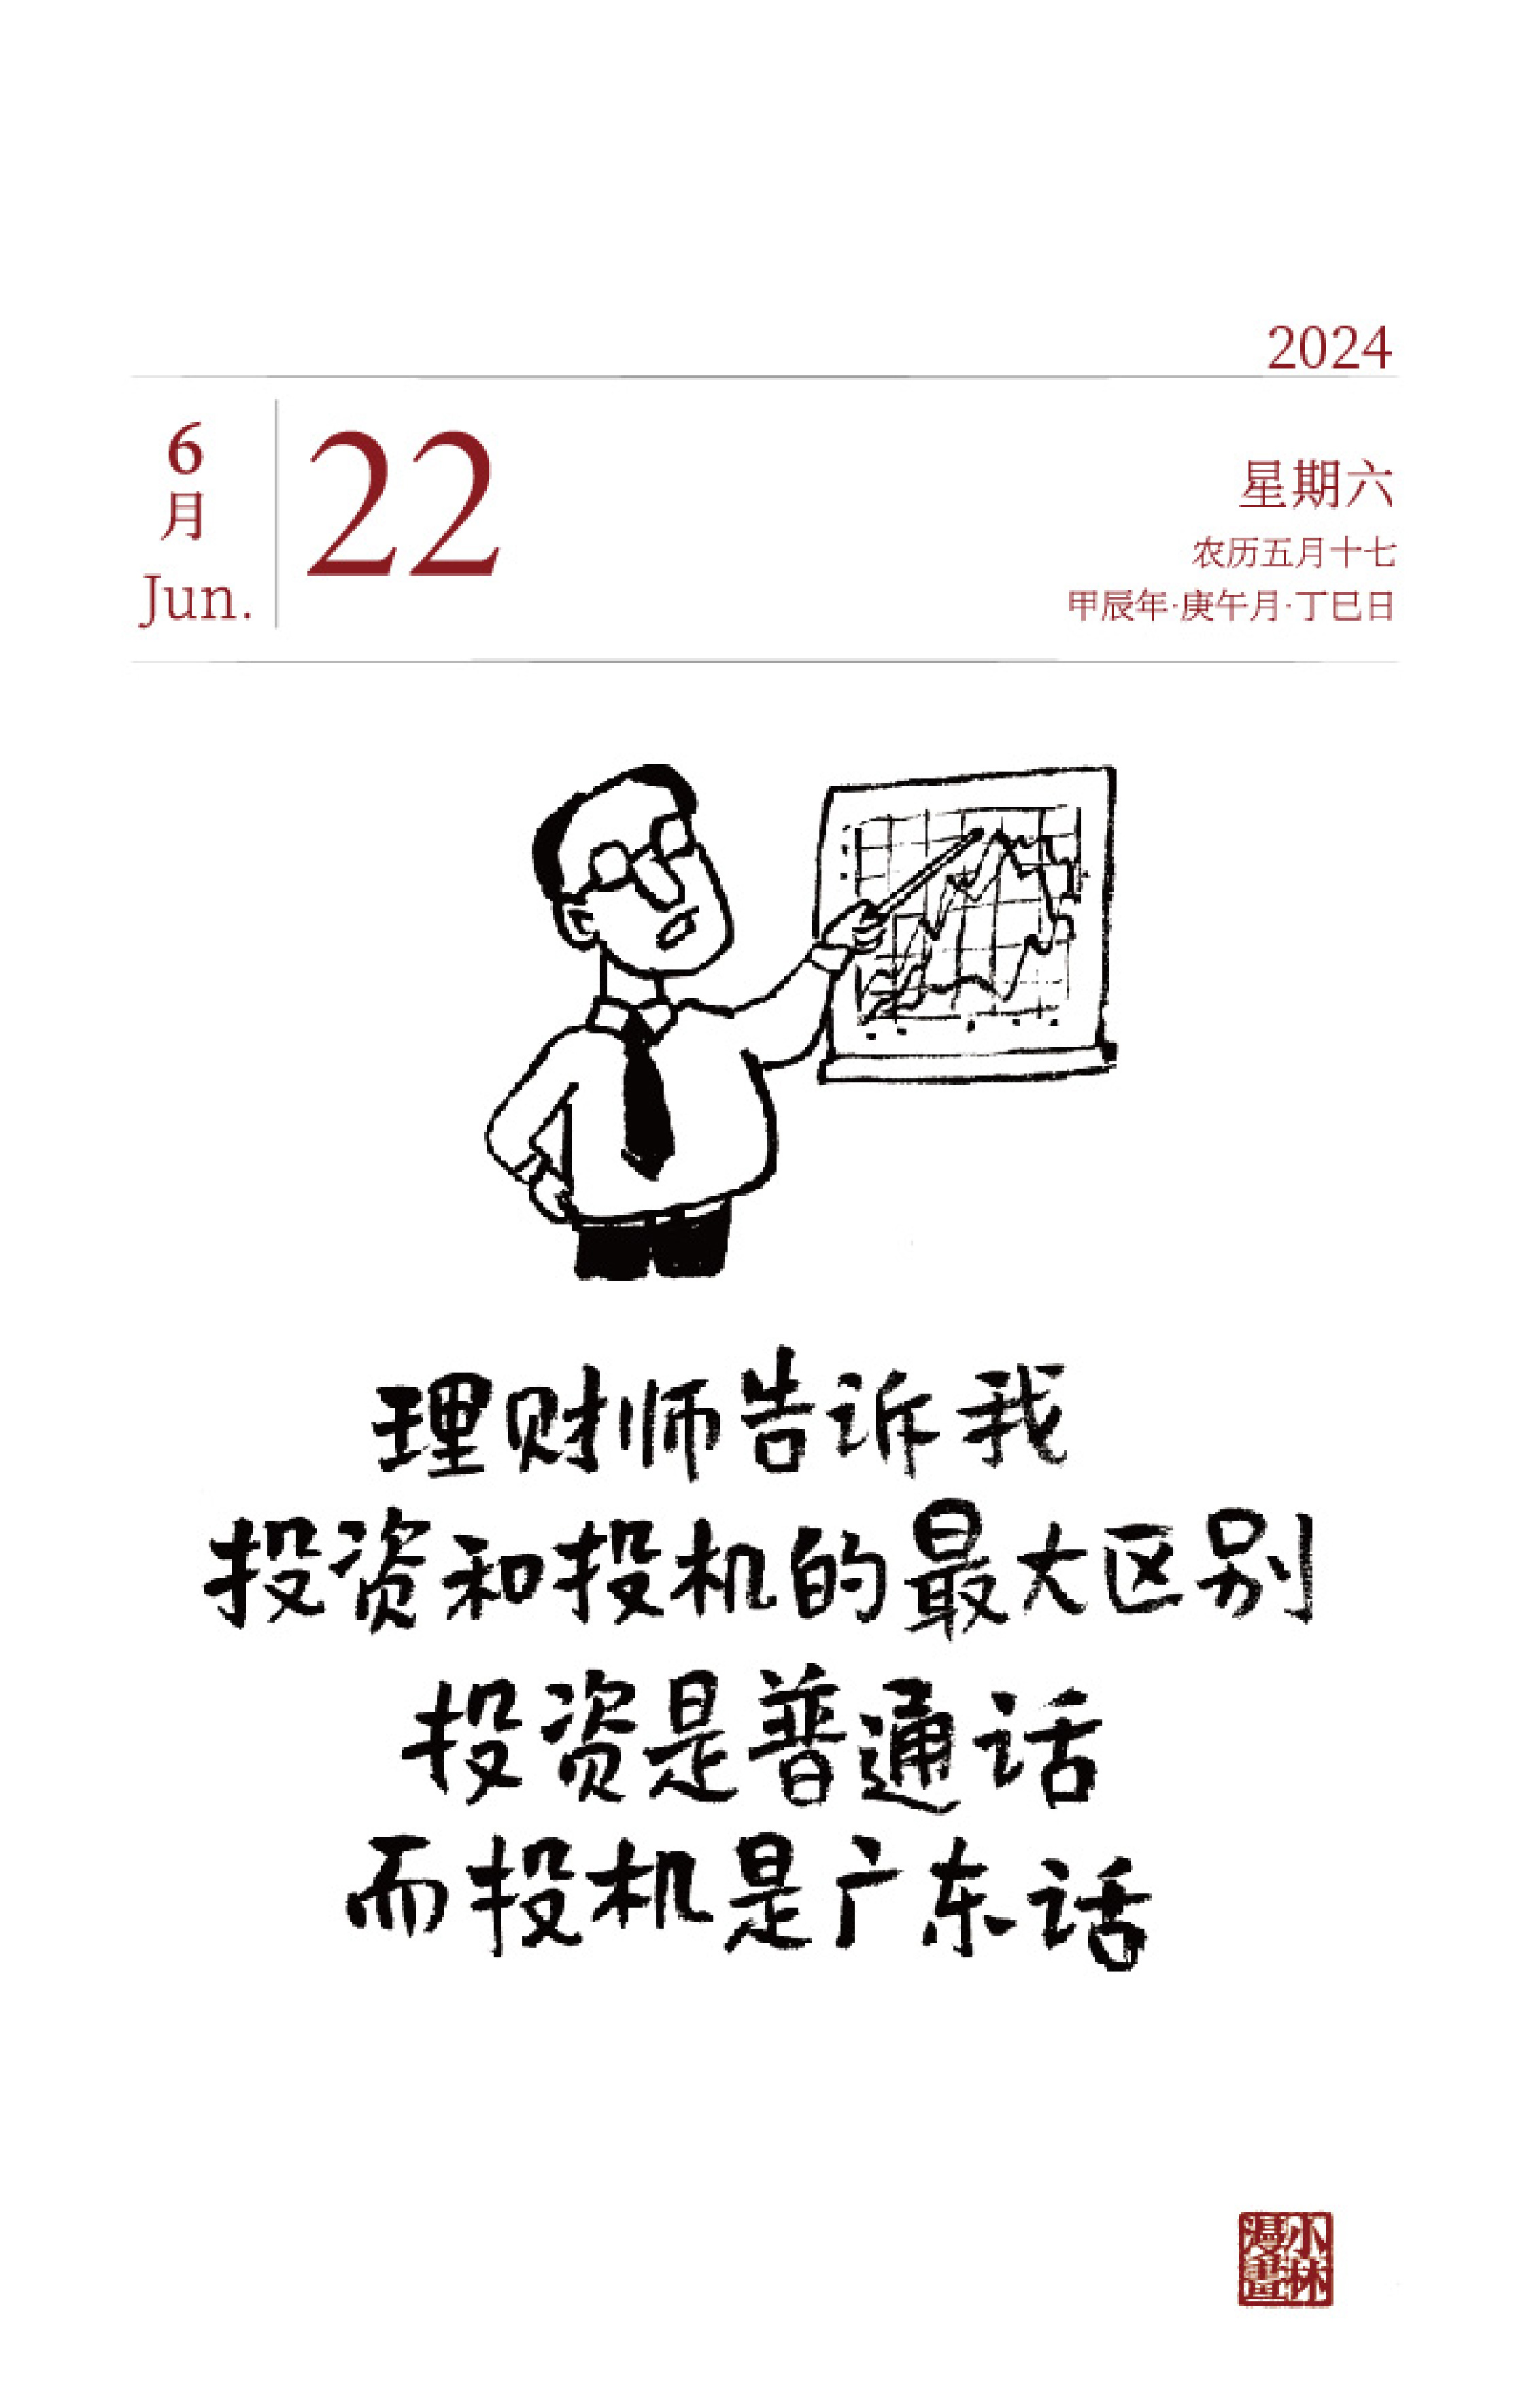 2024
6
月
Jun.
22
星期六
农历五月十七
甲辰年·庚午月·丁巳日
理财师告诉我
投资和投机的最大区别
投资是普通话
而投机是广东话
小林
漫畫